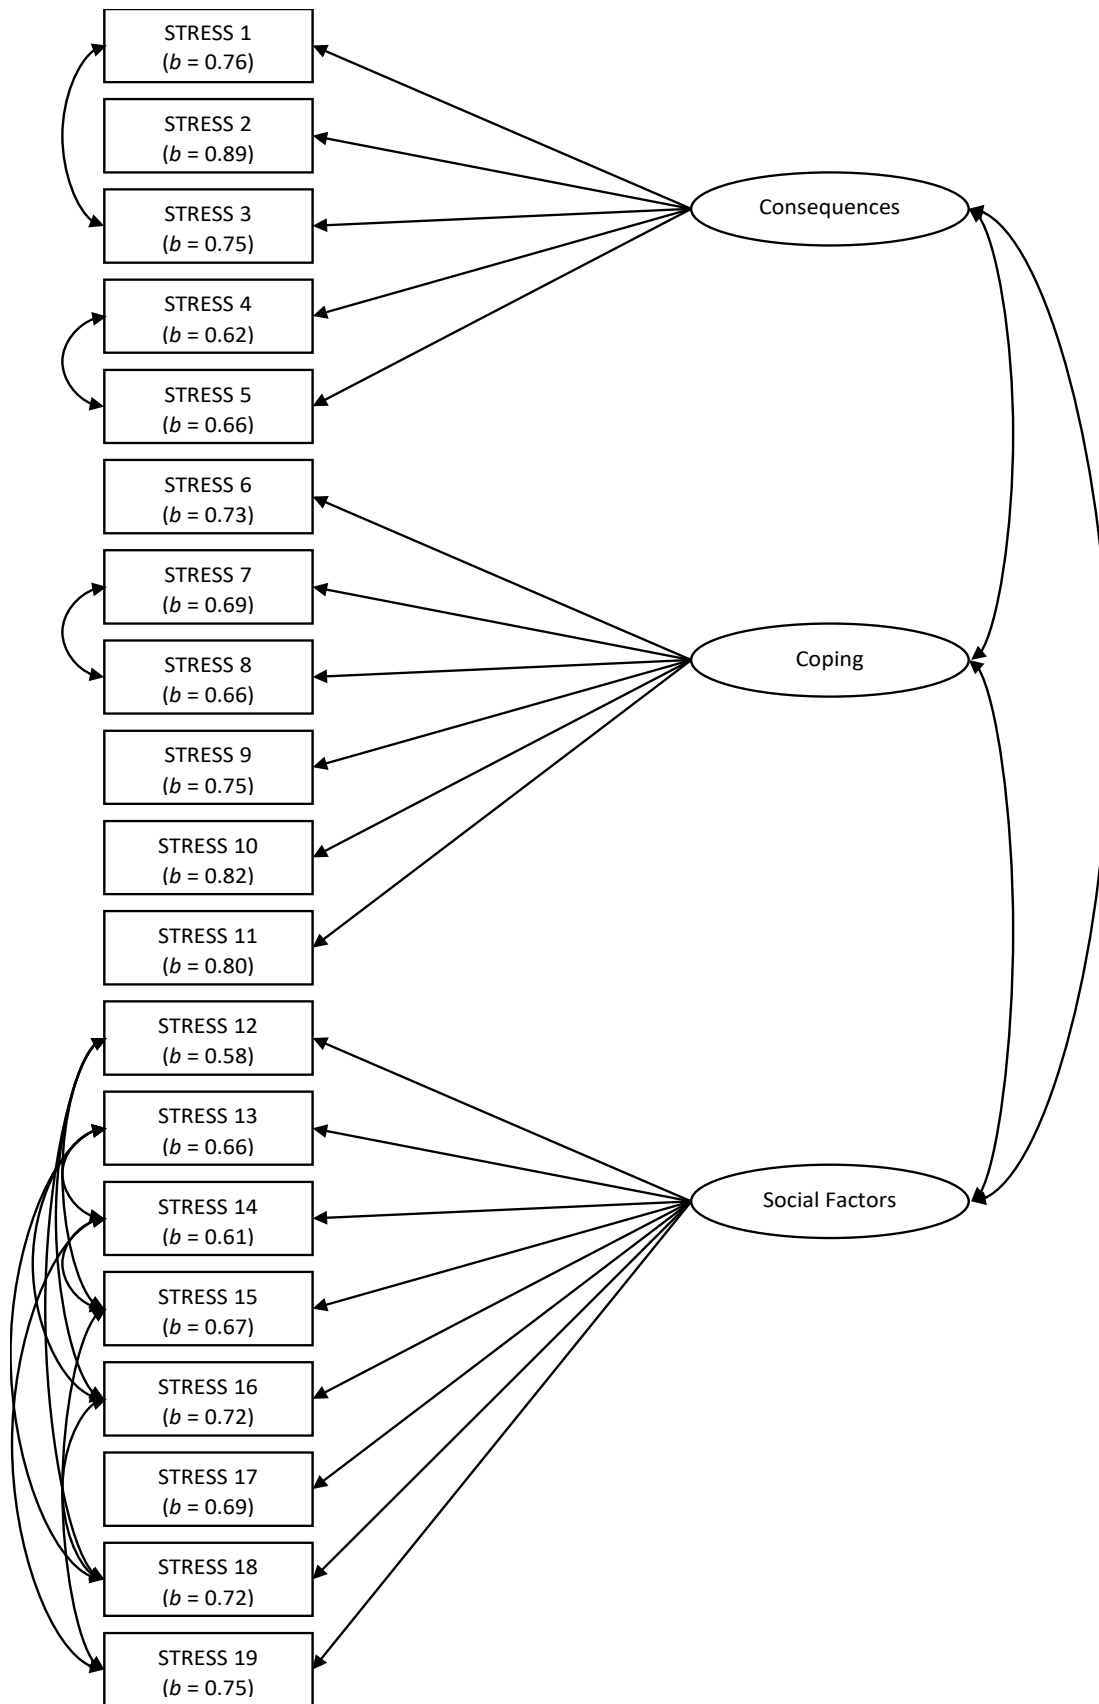 STRESS 1
(b = 0.76)
STRESS 2
(b = 0.89)
STRESS 3
(b = 0.75)
STRESS 4
(b = 0.62)
STRESS 5
(b = 0.66)
STRESS 6
(b = 0.73)
STRESS 7
(b = 0.69)
STRESS 8
(b = 0.66)
STRESS 9
(b = 0.75)
STRESS 10
(b = 0.82)
STRESS 11
(b = 0.80)
STRESS 12
(b = 0.58)
STRESS 13
(b = 0.66)
STRESS 14
(b = 0.61)
STRESS 15
(b = 0.67)
STRESS 16
(b = 0.72)
STRESS 17
(b = 0.69)
STRESS 18
(b = 0.72)
STRESS 19
(b = 0.75)
Consequences
Coping
Social Factors